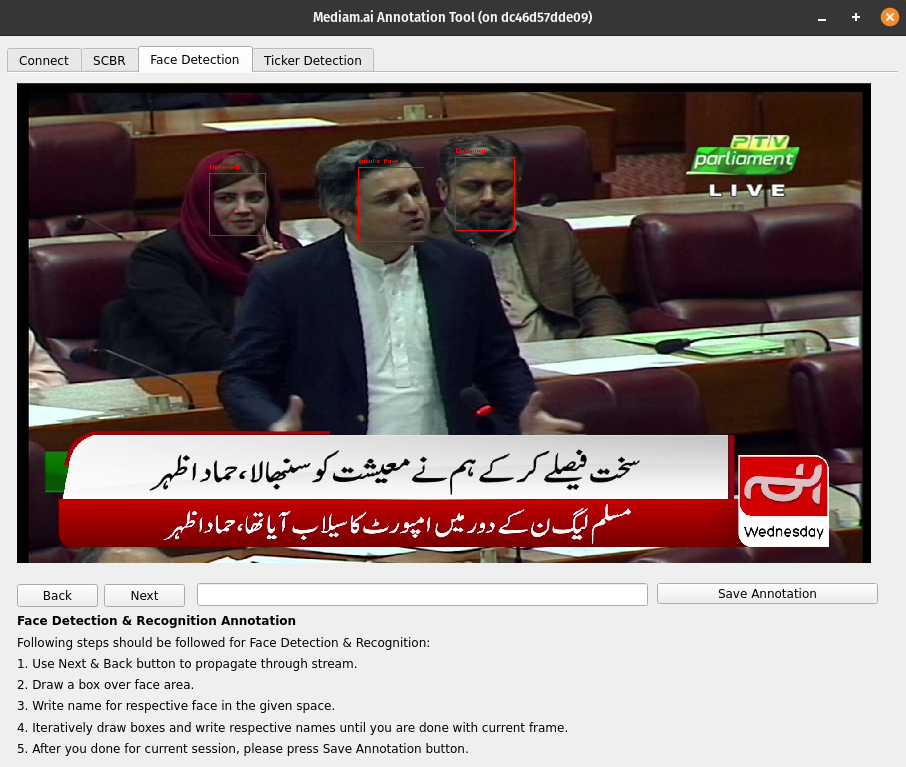 Mediam.ai Annotation Tool (on dc46d57dde09)
Connect
SCBR
Face Detection
Ticker Detection
PTV
parliament
LIVE
سخت فیصلے کر کے ہم نے معیشت کو سنبھالا، حماد اظہر
مسلم لیگ ن کے دور میں امپورٹ کا سیلاب آیا تھا، حماد اظہر
Wednesday
Back
Next
Save Annotation
Face Detection & Recognition Annotation
Following steps should be followed for Face Detection & Recognition:
1. Use Next & Back button to propagate through stream.
2. Draw a box over face area.
3. Write name for respective face in the given space.
4. Iteratively draw boxes and write respective names until you are done with current frame.
5. After you done for current session, please press Save Annotation button.